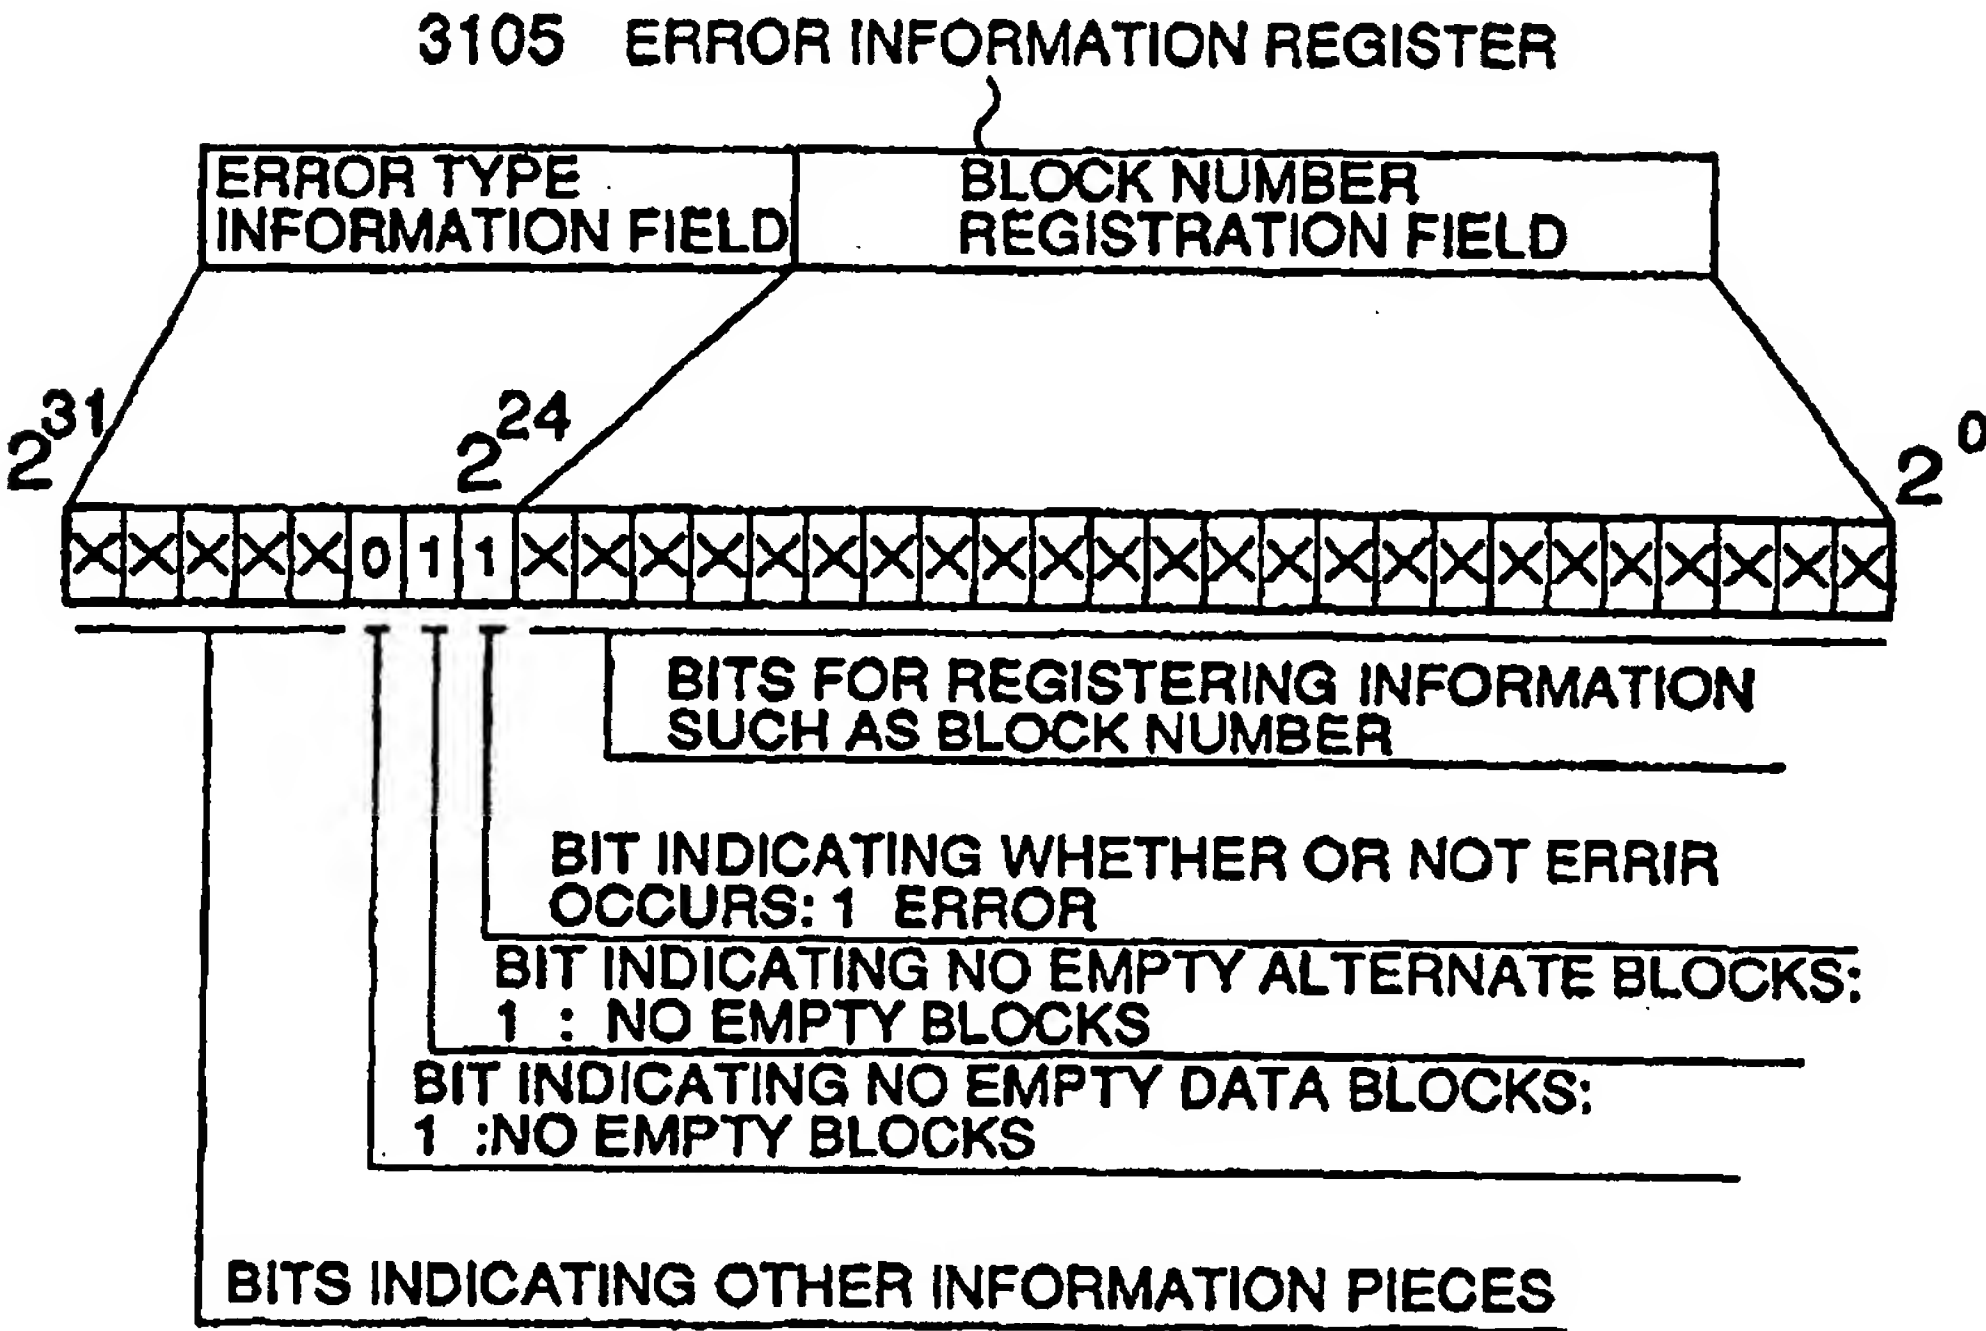 3105 ERROR INFORMATION REGISTER
ERROR TYPE
INFORMATION FIELD
BLOCK NUMBER
REGISTRATION FIELD
2^31
2^24
2^0
X X X X X 0 1 1 X X X X X X X X X X X X X X X X X X X X X X X X
BITS FOR REGISTERING INFORMATION
SUCH AS BLOCK NUMBER
BIT INDICATING WHETHER OR NOT ERRIR
OCCURS: 1 ERROR
BIT INDICATING NO EMPTY ALTERNATE BLOCKS:
1 : NO EMPTY BLOCKS
BIT INDICATING NO EMPTY DATA BLOCKS:
1 :NO EMPTY BLOCKS
BITS INDICATING OTHER INFORMATION PIECES